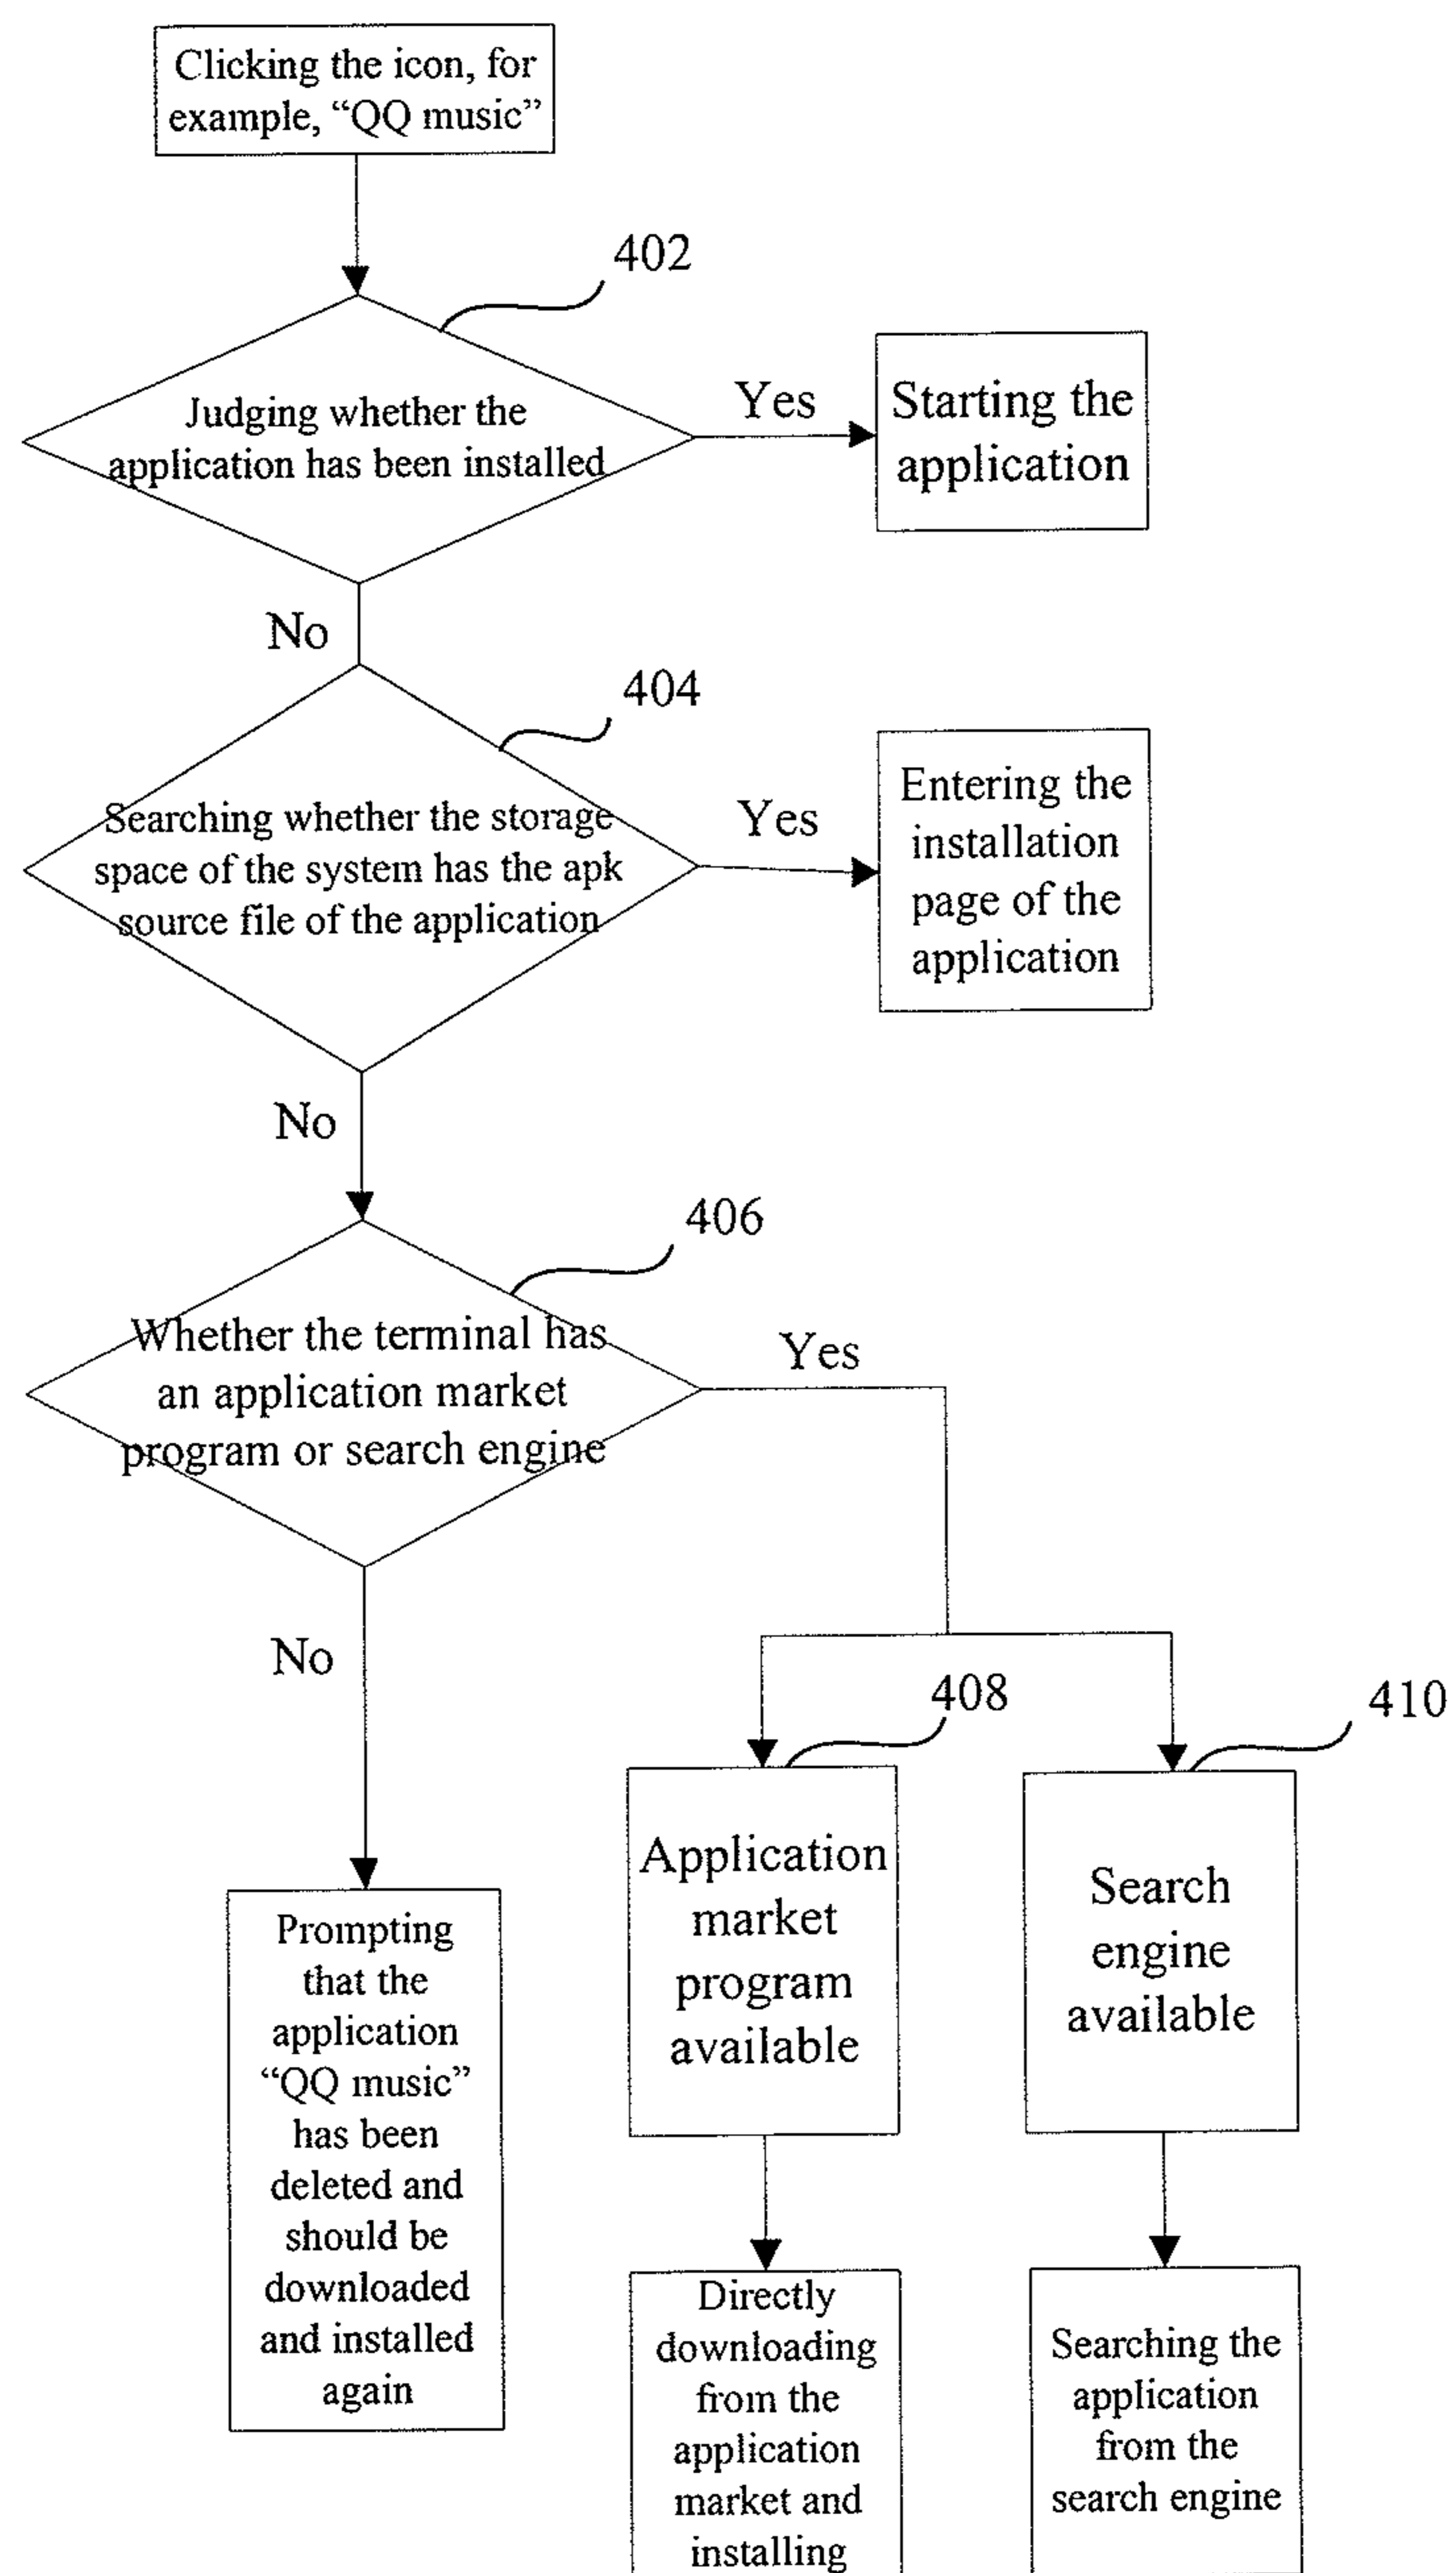 Clicking the icon, for
example, “QQ music”
402
Judging whether the
application has been installed
Yes
Starting the
application
No
404
Searching whether the storage
space of the system has the apk
source file of the application
Yes
Entering the
installation
page of the
application
No
406
Whether the terminal has
an application market
program or search engine
Yes
No
408
410
Application
market
program
available
Search
engine
available
Prompting
that the
application
“QQ music”
has been
deleted and
should be
downloaded
and installed
again
Directly
downloading
from the
application
market and
installing
Searching the
application
from the
search engine